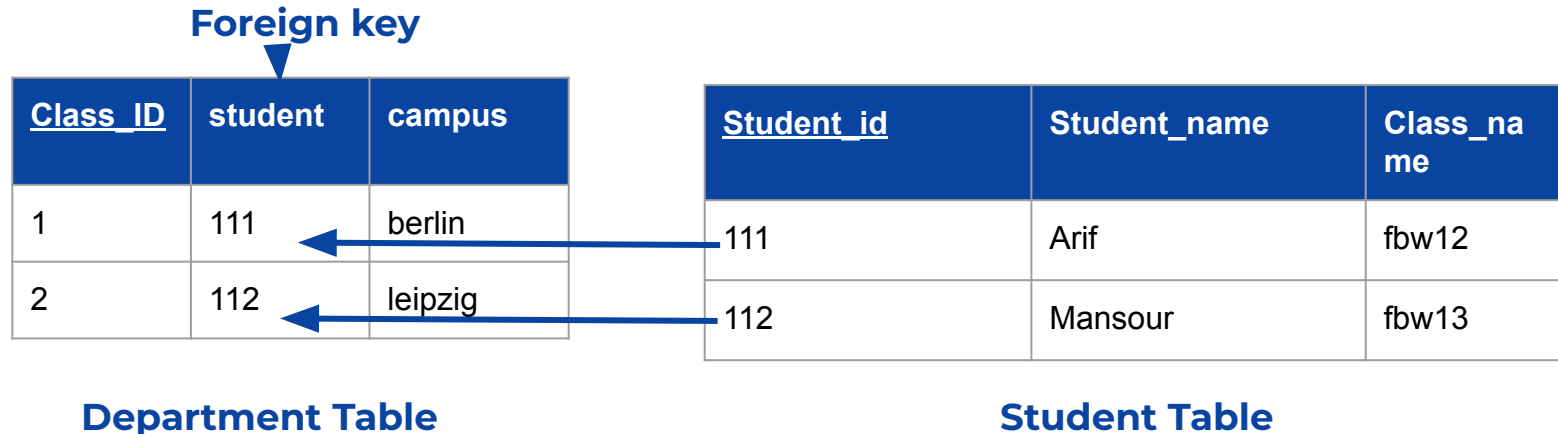 Foreign key
Class_ID student campus
1 111 berlin
2 112 leipzig
Department Table
Student_id Student_name Class_na
me
111 Arif fbw12
112 Mansour fbw13
Student Table